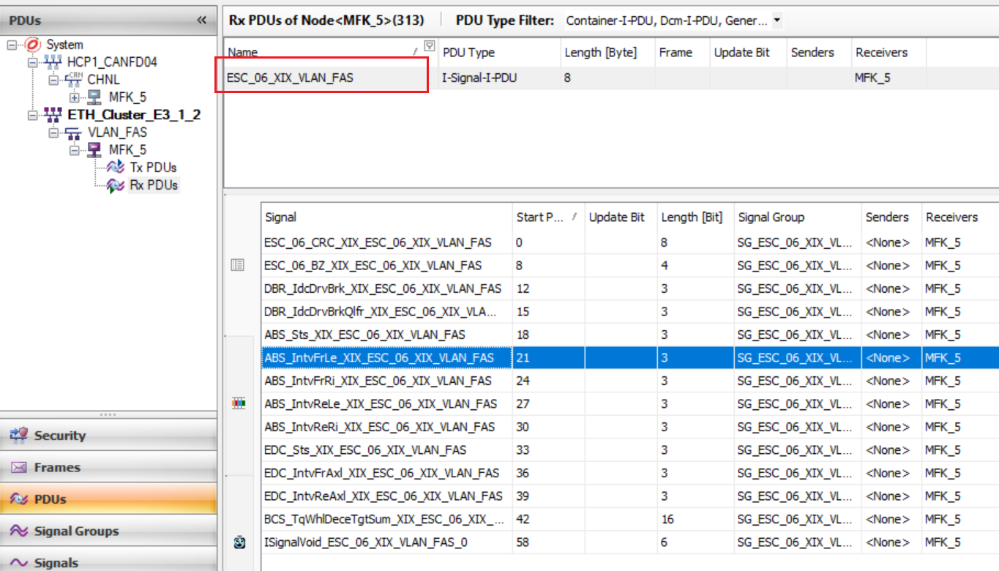 PDUs «
System
HCP1_CANFD04
CHNL
MFK_5
ETH_Cluster_E3_1_2
VLAN_FAS
MFK_5
Tx PDUs
Rx PDUs
Security
Frames
PDUs
Signal Groups
Signals
Rx PDUs of Node<MFK_5>(313) PDU Type Filter: Container-I-PDU, Dcm-I-PDU, Gener...
Name PDU Type Length [Byte] Frame Update Bit Senders Receivers
ESC_06_XIX_VLAN_FAS I-Signal-I-PDU 8 MFK_5
Signal Start P... Update Bit Length [Bit] Signal Group Senders Receivers
ESC_06_CRC_XIX_ESC_06_XIX_VLAN_FAS 0 8 SG_ESC_06_XIX_VL... <None> MFK_5
ESC_06_BZ_XIX_ESC_06_XIX_VLAN_FAS 8 4 SG_ESC_06_XIX_VL... <None> MFK_5
DBR_IdcDrvBrk_XIX_ESC_06_XIX_VLAN_FAS 12 3 SG_ESC_06_XIX_VL... <None> MFK_5
DBR_IdcDrvBrkQlfr_XIX_ESC_06_XIX_VLA... 15 3 SG_ESC_06_XIX_VL... <None> MFK_5
ABS_Sts_XIX_ESC_06_XIX_VLAN_FAS 18 3 SG_ESC_06_XIX_VL... <None> MFK_5
ABS_IntvFrLe_XIX_ESC_06_XIX_VLAN_FAS 21 3 SG_ESC_06_XIX_VL... <None> MFK_5
ABS_IntvFrRi_XIX_ESC_06_XIX_VLAN_FAS 24 3 SG_ESC_06_XIX_VL... <None> MFK_5
ABS_IntvReLe_XIX_ESC_06_XIX_VLAN_FAS 27 3 SG_ESC_06_XIX_VL... <None> MFK_5
ABS_IntvReRi_XIX_ESC_06_XIX_VLAN_FAS 30 3 SG_ESC_06_XIX_VL... <None> MFK_5
EDC_Sts_XIX_ESC_06_XIX_VLAN_FAS 33 3 SG_ESC_06_XIX_VL... <None> MFK_5
EDC_IntvFrAxl_XIX_ESC_06_XIX_VLAN_FAS 36 3 SG_ESC_06_XIX_VL... <None> MFK_5
EDC_IntvReAxl_XIX_ESC_06_XIX_VLAN_FAS 39 3 SG_ESC_06_XIX_VL... <None> MFK_5
BCS_TqWhlDeceTgtSum_XIX_ESC_06_XIX_... 42 16 SG_ESC_06_XIX_VL... <None> MFK_5
ISignalVoid_ESC_06_XIX_VLAN_FAS_0 58 6 SG_ESC_06_XIX_VL... <None> MFK_5